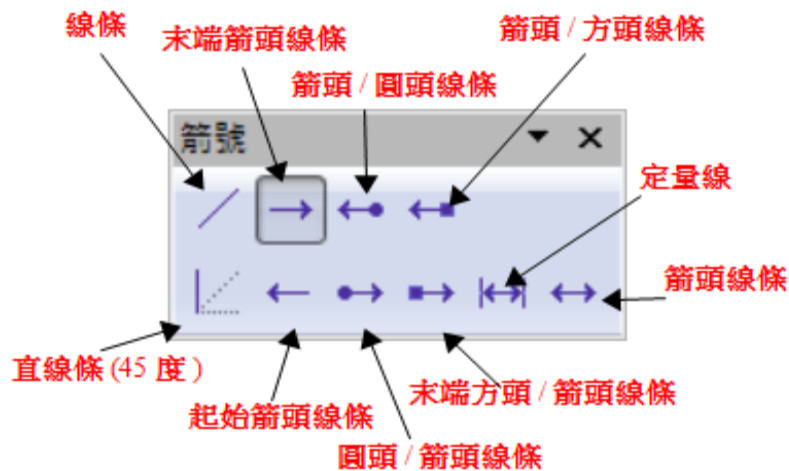 線條
末端箭頭線條
箭頭 / 方頭線條
箭頭 / 圓頭線條
箭號
定量線
箭頭線條
直線條 (45 度 )
末端方頭 / 箭頭線條
起始箭頭線條
圓頭 / 箭頭線條